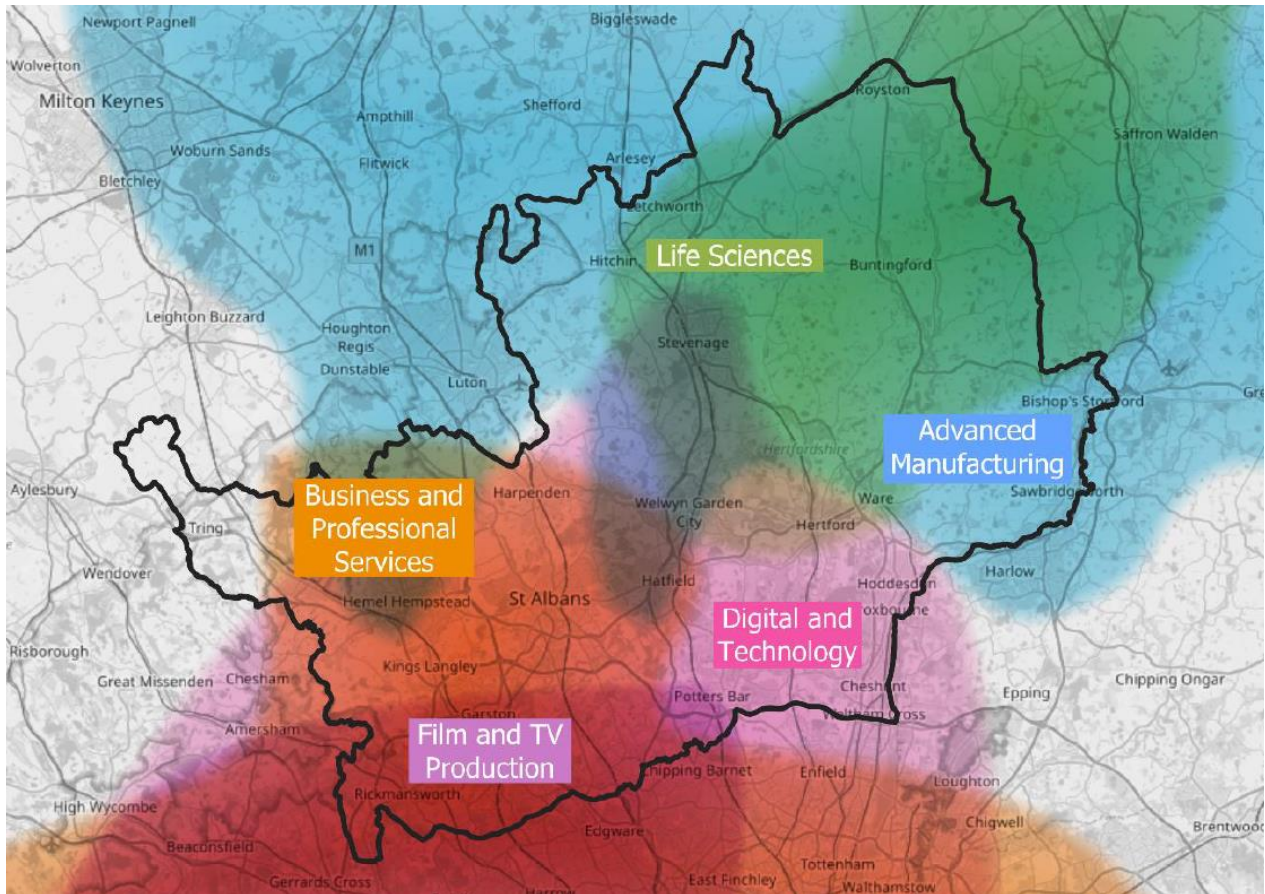 Newport Pagnell
Biggleswade
Wolverton
Milton Keynes
Royston
Shefford
Ampthill
Saffron Walden
Woburn Sands
Flitwick
Arlesey
Bletchley
Letchworth
M1
Hitchin
Life Sciences
Buntingford
Leighton Buzzard
Houghton
Regis
Stevenage
Dunstable
Luton
Bishop's Stortford
Advanced
Manufacturing
Hertfordshire
Aylesbury
Business and
Professional
Services
Harpenden
Welwyn Garden
City
Ware
Sawbridgeworth
Tring
Hertford
Wendover
Hemel Hempstead
St Albans
Hatfield
Hoddesdon
Harlow
Digital and
Technology
Risborough
Kings Langley
Great Missenden
Chesham
Potters Bar
Cheshunt
Epping
Chipping Ongar
Amersham
Garston
Film and TV
Production
Waltham Cross
Chipping Barnet
Enfield
Loughton
High Wycombe
Rickmansworth
Chigwell
Brentwood
Beaconsfield
Edgware
Tottenham
Gerrards Cross
Harrow
East Finchley
Walthamstow